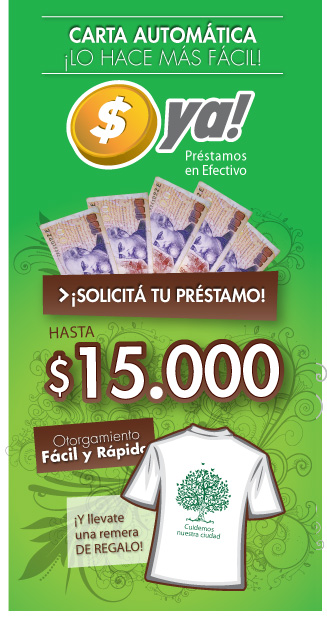 CARTA AUTOMÁTICA
¡LO HACE MÁS FÁCIL!
$ ya!
Préstamos
en Efectivo
>¡SOLICITÁ TU PRÉSTAMO!
HASTA
$15.000
Otorgamiento
Fácil y Rápido
¡Y llevate
una remera
DE REGALO!
Cuidemos
nuestra ciudad